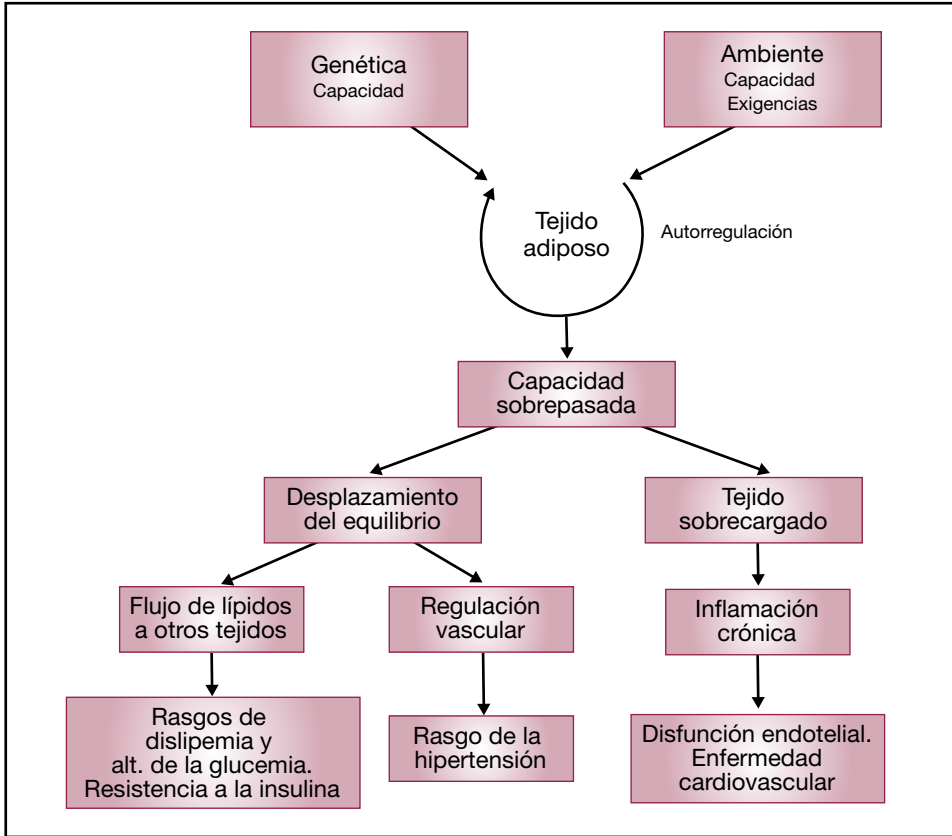 Genética
Capacidad
Ambiente
Capacidad
Exigencias
Tejido
adiposo
Autorregulación
Capacidad
sobrepasada
Desplazamiento
del equilibrio
Tejido
sobrecargado
Flujo de lípidos
a otros tejidos
Regulación
vascular
Inflamación
crónica
Rasgos de
dislipemia y
alt. de la glucemia.
Resistencia a la insulina
Rasgo de la
hipertensión
Disfunción endotelial.
Enfermedad
cardiovascular